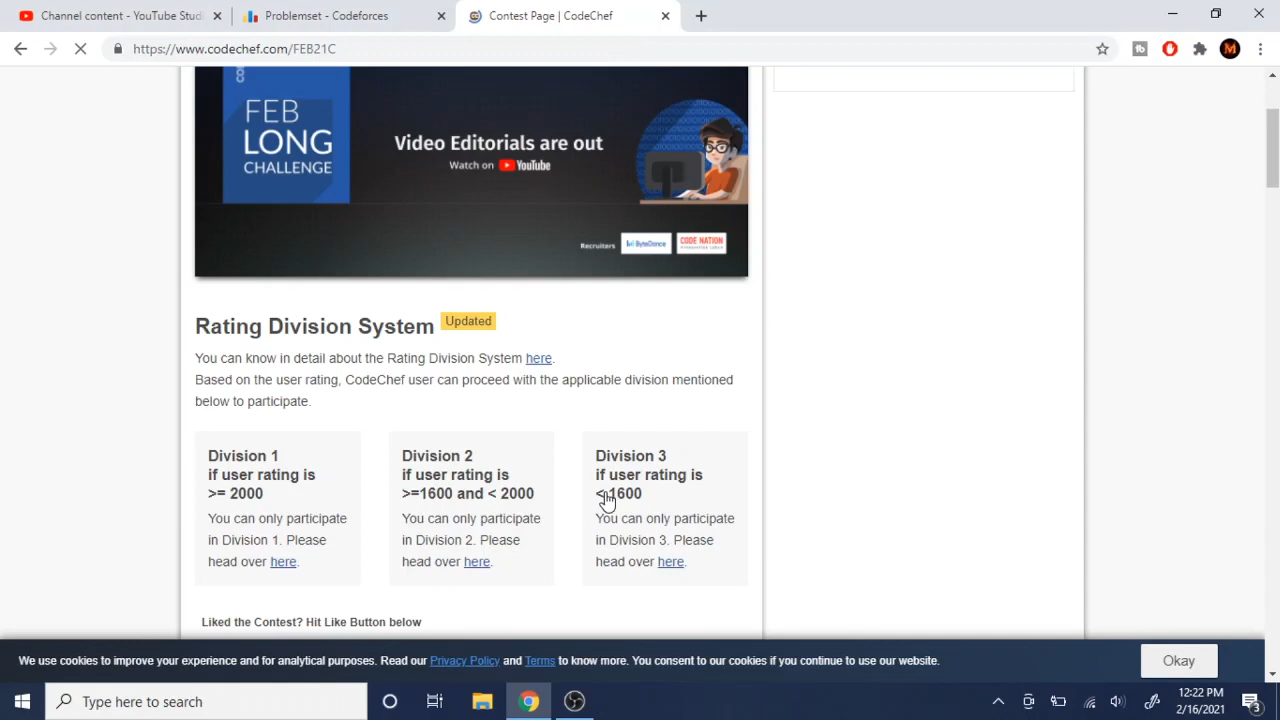 Channel content - YouTube Studi
Problemset - Codeforces
Contest Page | CodeChef
https://www.codechef.com/FEB21C
M
FEB
LONG
CHALLENGE
Video Editorials are out
Watch on YouTube
Recruiters
ByteDance
CODE NATION
Rating Division System Updated
You can know in detail about the Rating Division System here.
Based on the user rating, CodeChef user can proceed with the applicable division mentioned
below to participate.
Division 1
if user rating is
>= 2000
You can only participate
in Division 1. Please
head over here.
Division 2
if user rating is
>=1600 and < 2000
You can only participate
in Division 2. Please
head over here.
Division 3
if user rating is
< 1600
You can only participate
in Division 3. Please
head over here.
Liked the Contest? Hit Like Button below
We use cookies to improve your experience and for analytical purposes. Read our Privacy Policy and Terms to know more. You consent to our cookies if you continue to use our website.
Okay
Type here to search
12:22 PM
2/16/2021
3